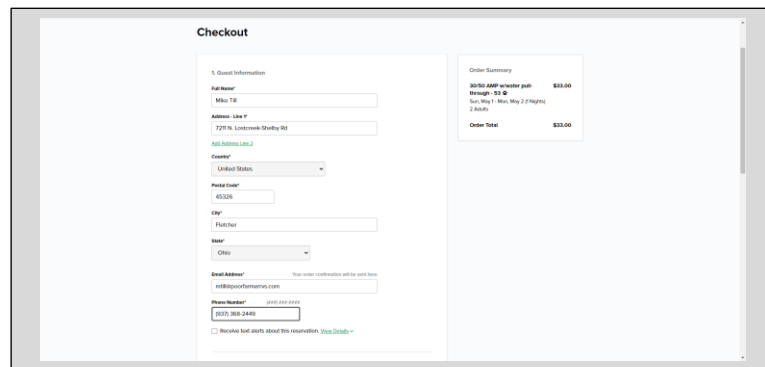 Checkout
1. Guest Information
Full Name*
Mike Till
Address - Line 1*
7211 N. Lostcreek-Shelby Rd
Add Address Line 2
Country*
United States
Postal Code*
45326
City*
Fletcher
State*
Ohio
Email Address* Your order confirmation will be sent here
mtill@poorfarmerrvs.com
Phone Number* (###) ###-####
(937) 368-2449
Receive text alerts about this reservation. View Details
Order Summary
30/50 AMP w/water pull-through - 53 $33.00
Sun, May 1 - Mon, May 2 (1 Nights)
2 Adults
Order Total $33.00